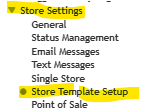 Store Settings
General
Status Management
Email Messages
Text Messages
Single Store
Store Template Setup
Point of Sale